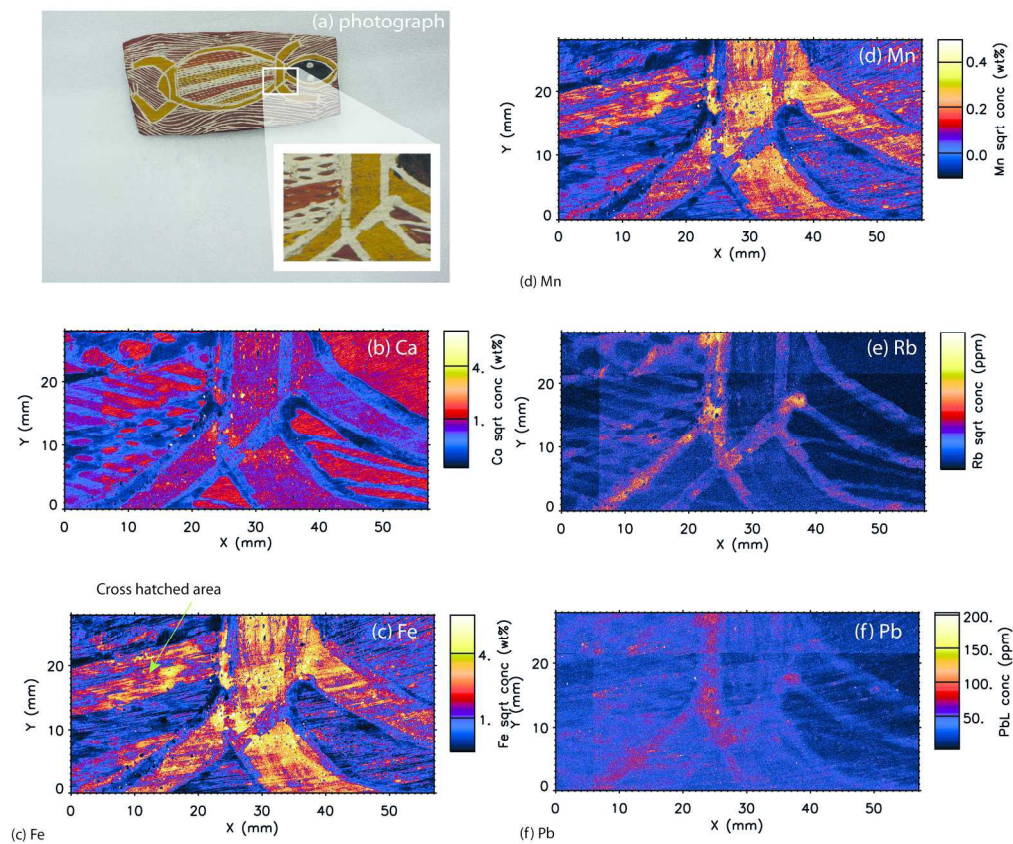 (a) photograph
(d) Mn
0.4
0.2
0.0
Mn sqrt conc (wt%)
20
10
0
Y (mm)
0 10 20 30 40 50
X (mm)
(d) Mn
(b) Ca
4.
1.
Ca sqrt conc (wt%)
20
10
0
Y (mm)
0 10 20 30 40 50
X (mm)
(e) Rb
Rb sqrt conc (ppm)
20
10
0
Y (mm)
0 10 20 30 40 50
X (mm)
Cross hatched area
(c) Fe
4.
1.
Fe sqrt conc (wt%)
20
10
0
Y (mm)
0 10 20 30 40 50
X (mm)
(c) Fe
(f) Pb
200.
150.
100.
50.
PbL conc (ppm)
20
10
0
Y (mm)
0 10 20 30 40 50
X (mm)
(f) Pb